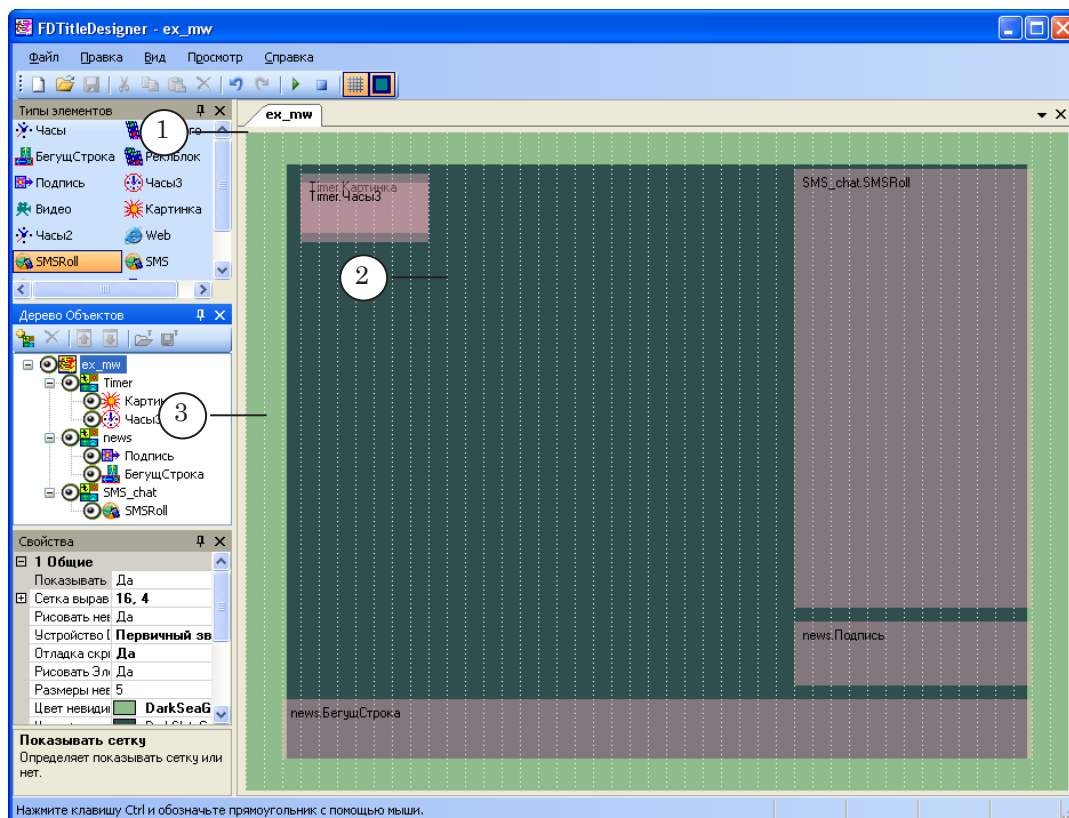 FDTitleDesigner - ex_mw
Файл Правка Вид Просмотр Справка
Типы элементов
Часы
БегущСтрока РеклБлок
Подпись Часы3
Видео Картинка
Часы2 Web
SMSRoll SMS
Дерево Объектов
ex_mw
Timer
Картин
Часы3
news
Подпись
БегущСтрока
SMS_chat
SMSRoll
Свойства
1 Общие
Показывать Да
Сетка вырав 16, 4
Рисовать нев Да
Устройство Первичный зв
Отладка скри Да
Рисовать Эл Да
Размеры нев 5
Цвет невиди DarkSeaG
Показывать сетку
Определяет показывать сетку или
нет.
ex_mw
1
2
3
Timer.Картинка
Timer.Часы3
SMS_chat.SMSRoll
news.Подпись
news.БегущСтрока
Нажмите клавишу Ctrl и обозначьте прямоугольник с помощью мыши.